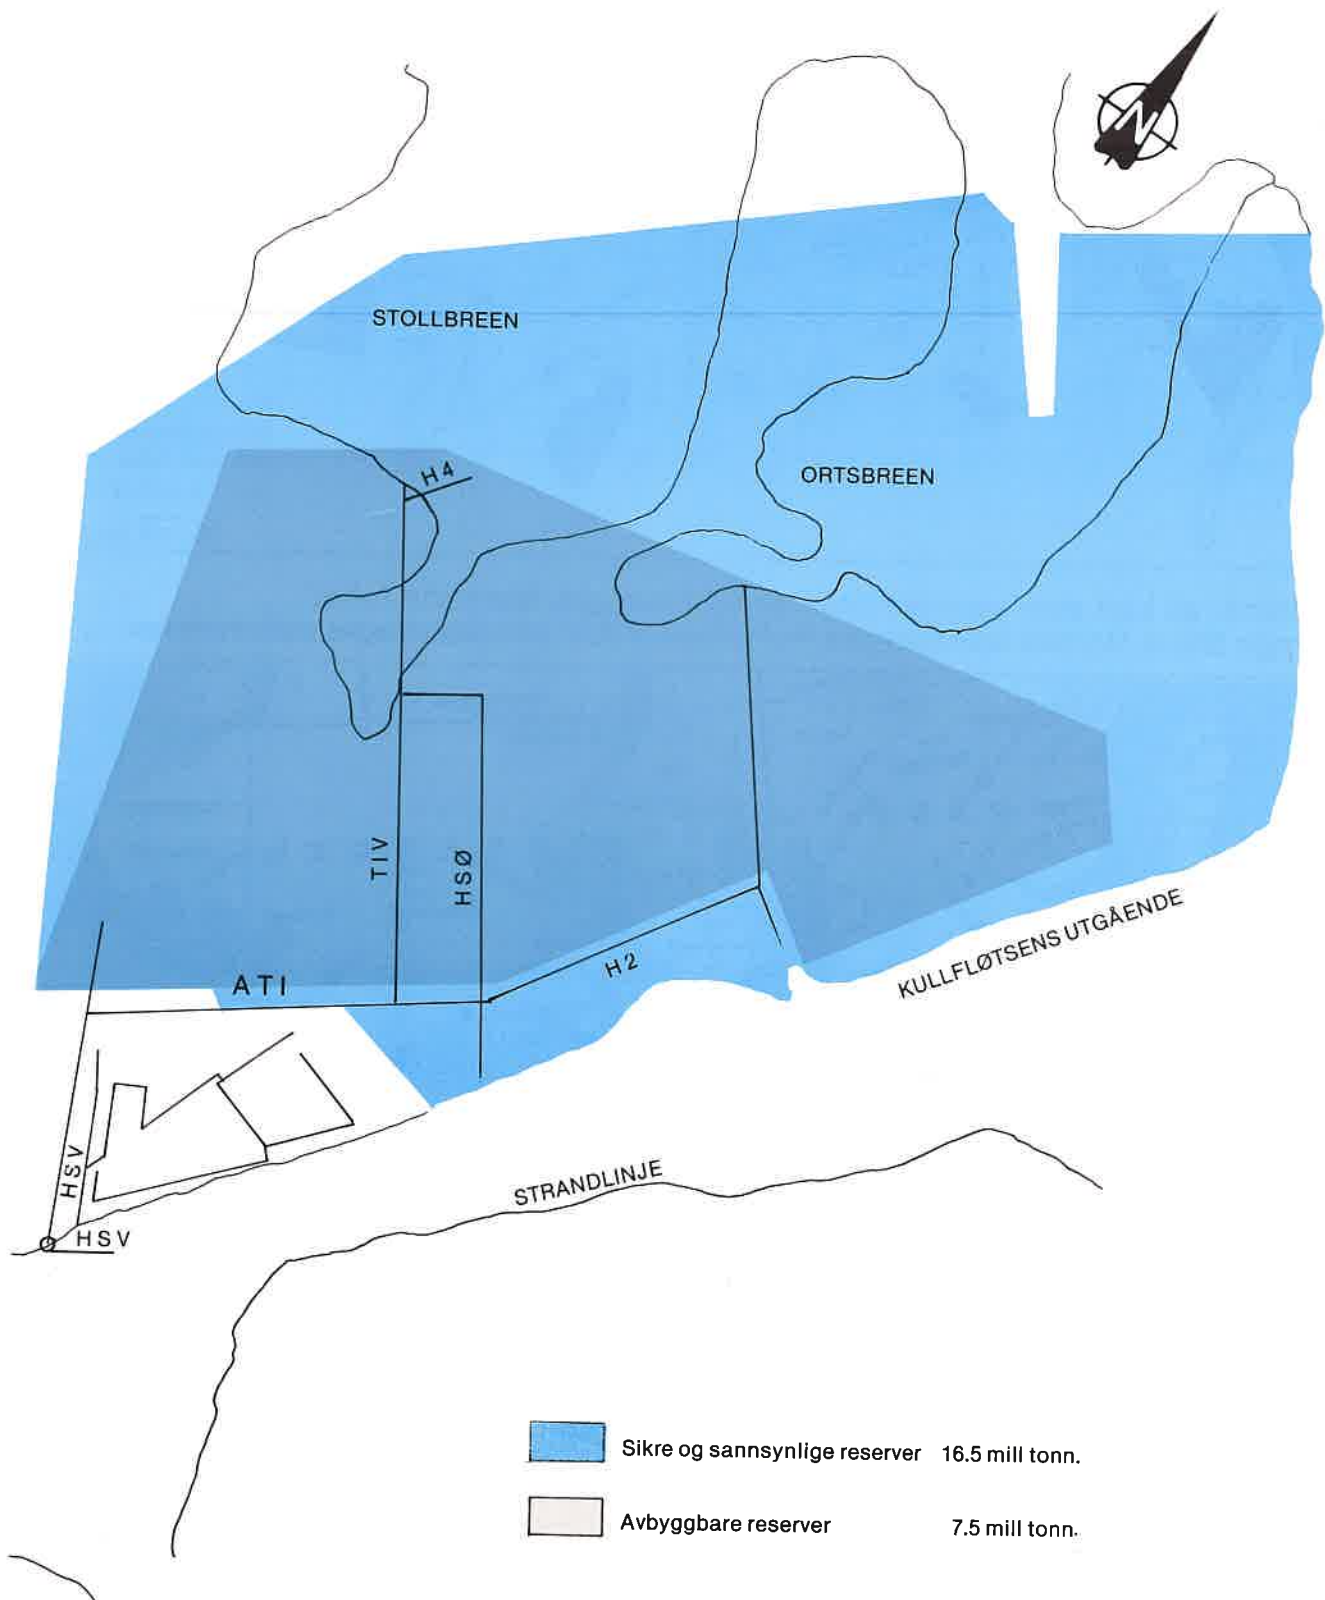 N
STOLLBREEN
H4
ORTSBREEN
TIV
HSØ
H2
KULLFLØTSENS UTGÅENDE
ATI
HSV
HSV
STRANDLINJE
Sikre og sannsynlige reserver 16.5 mill tonn.
Avbyggbare reserver 7.5 mill tonn.